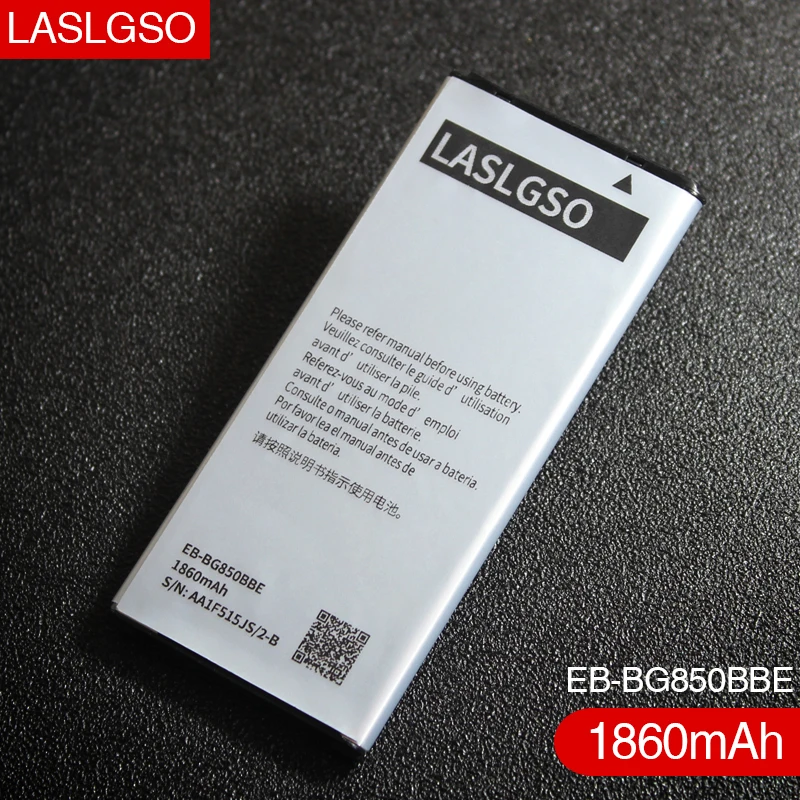 LASLGSO
LASLGSO
Please refer manual before using battery.
Veuillez consulter le guide d' utilisation
avant d' utiliser la pile.
Referez-vous au mode d' emploi
avant d' utiliser la batterie.
Consulte o manual antes de usar a bateria.
Por favor lea el manual antes de
utilizar la bateria.
请按照说明书指示使用电池。
EB-BG850BBE
1860mAh
S/N: AA1F515JS/2-B
EB-BG850BBE
1860mAh